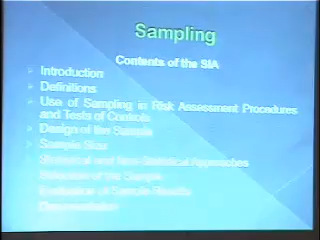 Sampling
Contents of the SIA
Introduction
Definitions
Use of Sampling in Risk Assessment Procedures
and Tests of Controls
Design of the Sample
Sample Size
Statistical and Non-Statistical Approaches
Selection of the Sample
Evaluation of Sample Results
Documentation